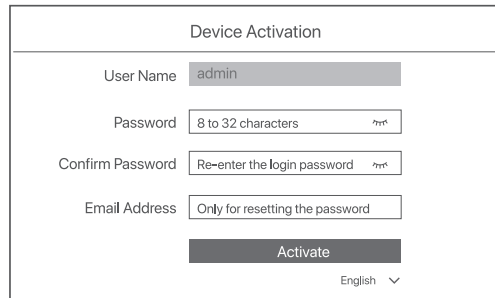 Device Activation
User Name admin
Password 8 to 32 characters
Confirm Password Re-enter the login password
Email Address Only for resetting the password
Activate
English